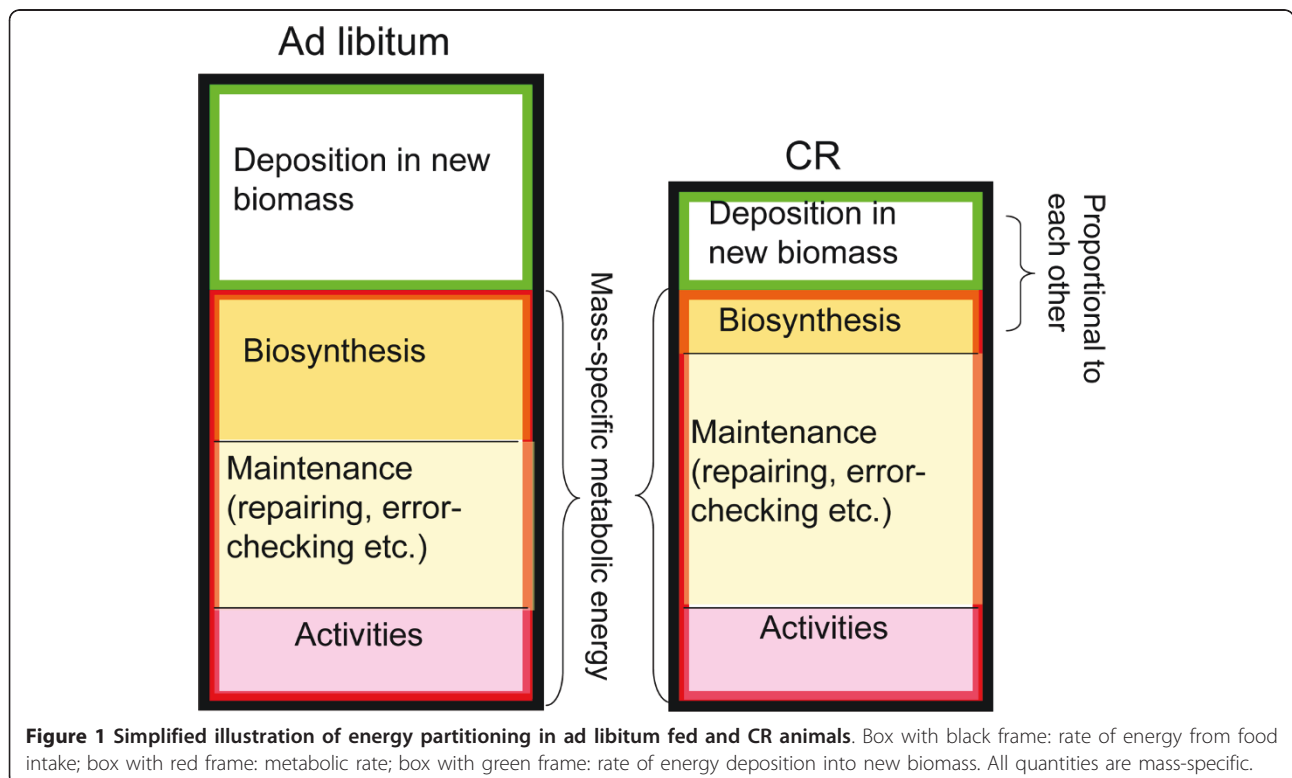 Ad libitum
Deposition in new
biomass
Biosynthesis
Maintenance
(repairing, error-
checking etc.)
Activities
Mass-specific metabolic energy
CR
Deposition in
new biomass
Biosynthesis
Maintenance
(repairing, error-
checking etc.)
Activities
Proportional to
each other
Figure 1 Simplified illustration of energy partitioning in ad libitum fed and CR animals. Box with black frame: rate of energy from food
intake; box with red frame: metabolic rate; box with green frame: rate of energy deposition into new biomass. All quantities are mass-specific.